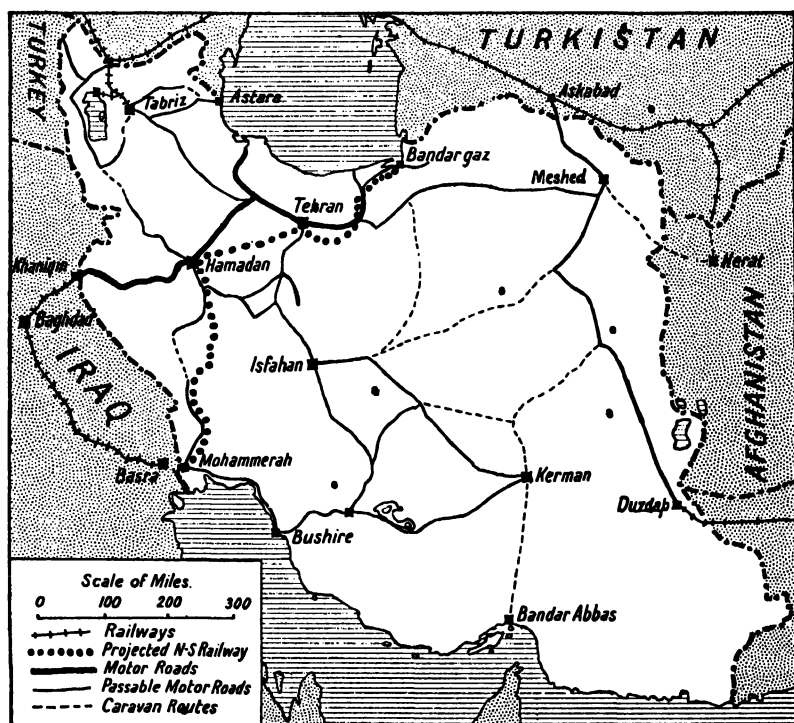 TURKEY
TURKISTAN
Tabriz
Astara
Askabad
Bandar gaz
Meshed
Tehran
Herat
Khaniqin
Hamadan
Baghdad
IRAQ
Isfahan
AFGHANISTAN
Basra
Mohammerah
Kerman
Duzdap
Bushire
Bandar Abbas
Scale of Miles.
0 100 200 300
Railways
Projected N-S Railway
Motor Roads
Passable Motor Roads
Caravan Routes